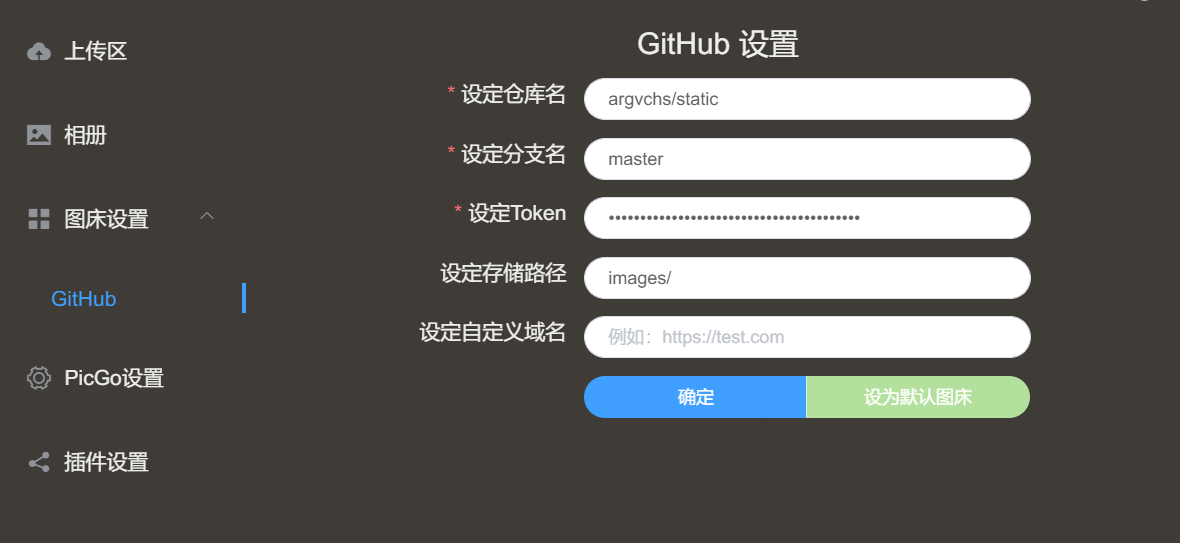 上传区
相册
图床设置
GitHub
PicGo设置
插件设置
GitHub 设置
* 设定仓库名
argvchs/static
* 设定分支名
master
* 设定Token
••••••••••••••••••••••••••••••••••••••••
设定存储路径
images/
设定自定义域名
例如：https://test.com
确定
设为默认图床